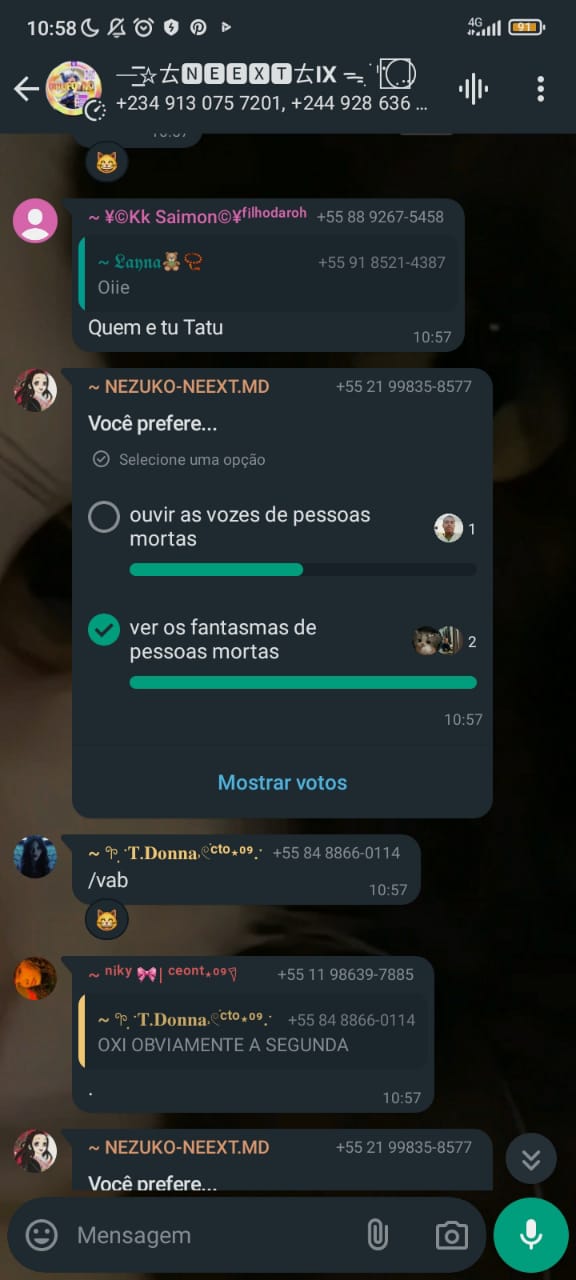 10:58
4G
91
NEEXT IX
+234 913 075 7201, +244 928 636 ...
~ ¥©Kk Saimon©¥ᶠⁱˡʰᵒᵈᵃʳᵒʰ +55 88 9267-5458
~ 𝕷𝖆𝖞𝖓𝖆 +55 91 8521-4387
Oiie
Quem e tu Tatu
10:57
~ NEZUKO-NEEXT.MD +55 21 99835-8577
Você prefere...
Selecione uma opção
ouvir as vozes de pessoas
mortas
1
ver os fantasmas de
pessoas mortas
2
10:57
Mostrar votos
~ 𝐓.𝐃𝐨𝐧𝐧𝐚 ᶜᵗᵒ⋆⁰⁹ +55 84 8866-0114
/vab
10:57
~ ⁿⁱᵏʸ 🎀| ᶜᵉᵒⁿᵗ⋆⁰⁹ +55 11 98639-7885
~ 𝐓.𝐃𝐨𝐧𝐧𝐚 ᶜᵗᵒ⋆⁰⁹ +55 84 8866-0114
OXI OBVIAMENTE A SEGUNDA
.
10:57
~ NEZUKO-NEEXT.MD +55 21 99835-8577
Você prefere...
Mensagem